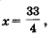 x = 33/4,